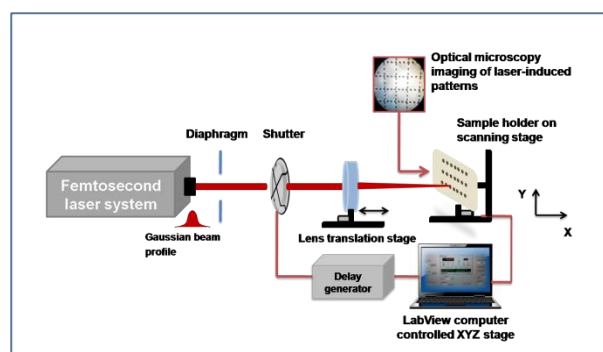 Optical microscopy
imaging of laser-induced
patterns
Sample holder on
scanning stage
Diaphragm
Shutter
Femtosecond
laser system
Gaussian beam
profile
Lens translation stage
Y
X
Delay
generator
LabView computer
controlled XYZ stage